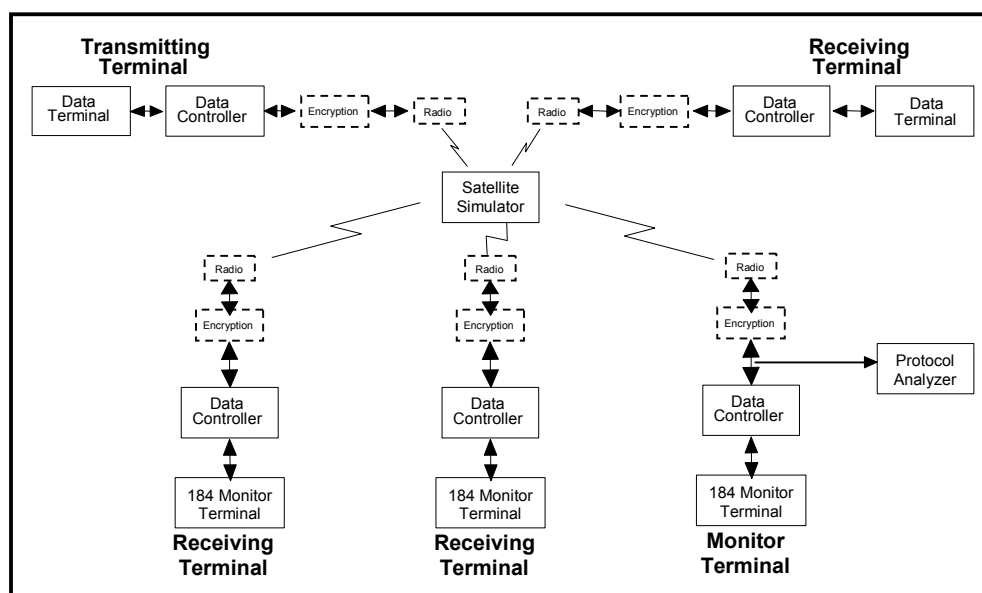 Transmitting
Terminal
Receiving
Terminal
Data
Terminal
Data
Controller
Encryption
Radio
Radio
Encryption
Data
Controller
Data
Terminal
Satellite
Simulator
Radio
Radio
Radio
Encryption
Encryption
Encryption
Protocol
Analyzer
Data
Controller
Data
Controller
Data
Controller
184 Monitor
Terminal
184 Monitor
Terminal
184 Monitor
Terminal
Receiving
Terminal
Receiving
Terminal
Monitor
Terminal